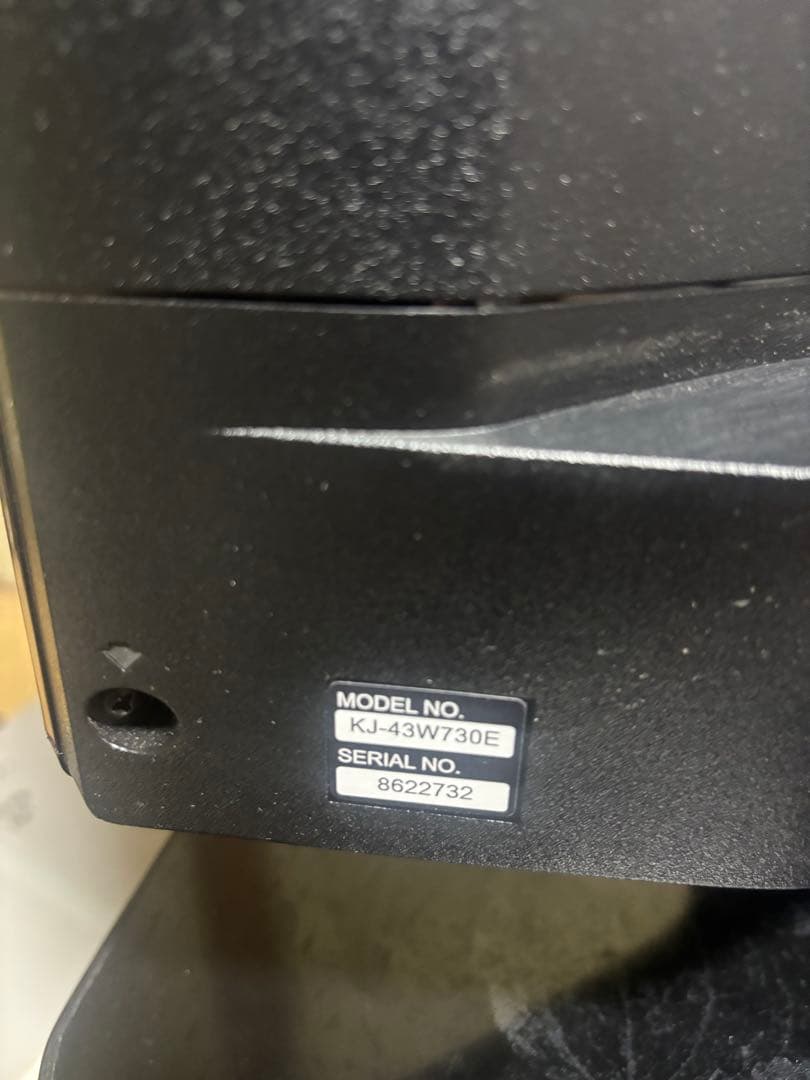 MODEL NO.
KJ-43W730E
SERIAL NO.
8622732